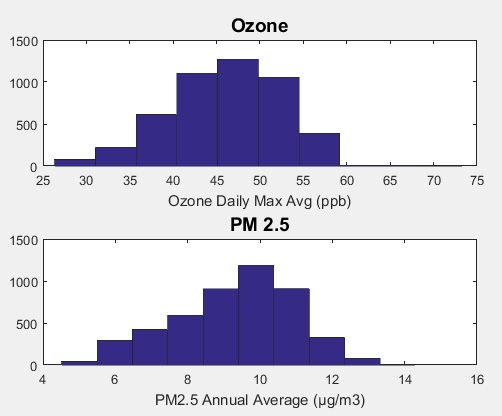 Ozone
1500
1000
500
0
25 30 35 40 45 50 55 60 65 70 75
Ozone Daily Max Avg (ppb)
PM 2.5
1500
1000
500
0
4 6 8 10 12 14 16
PM2.5 Annual Average (µg/m3)